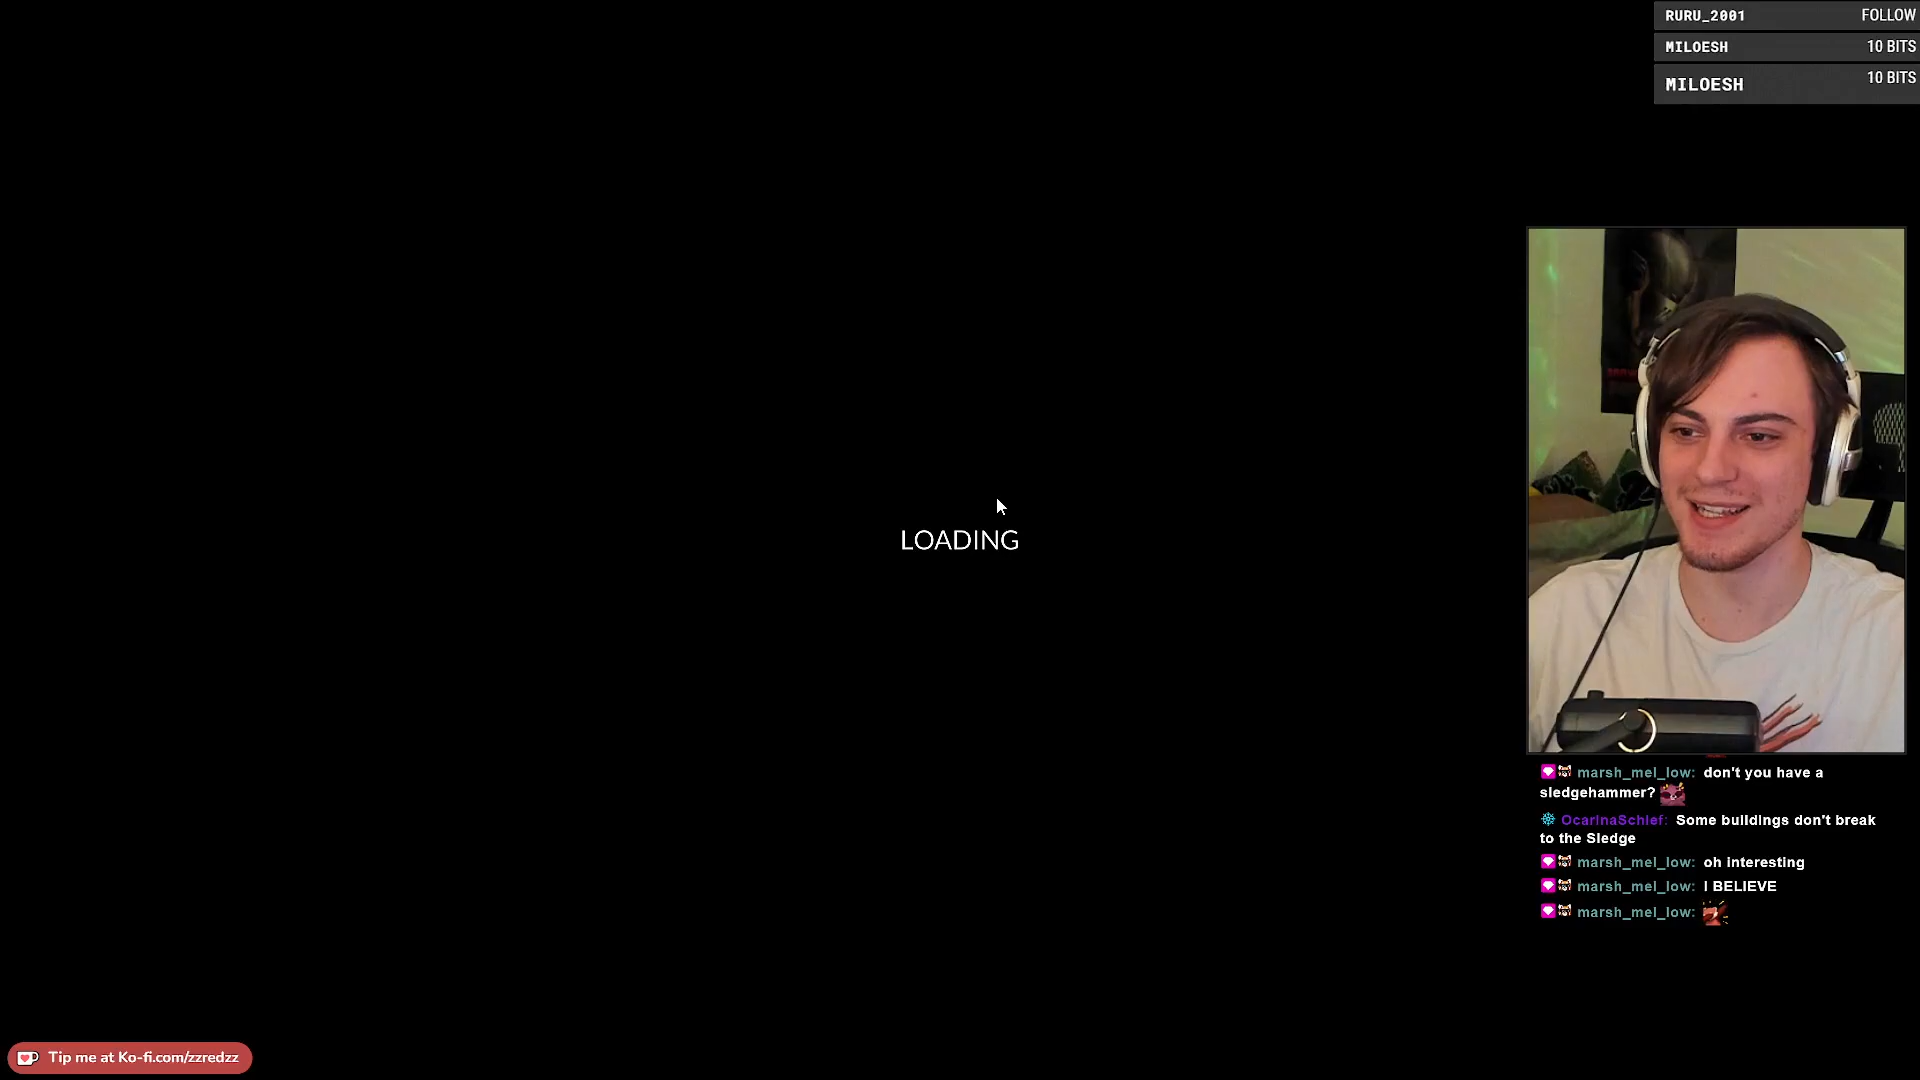 RURU_2001 FOLLOW
MILOESH 10 BITS
MILOESH 10 BITS
LOADING
marsh_mel_low: don't you have a
sledgehammer?
OcarinaSchief: Some buildings don't break
to the Sledge
marsh_mel_low: oh interesting
marsh_mel_low: I BELIEVE
marsh_mel_low:
Tip me at Ko-fi.com/zzredzz